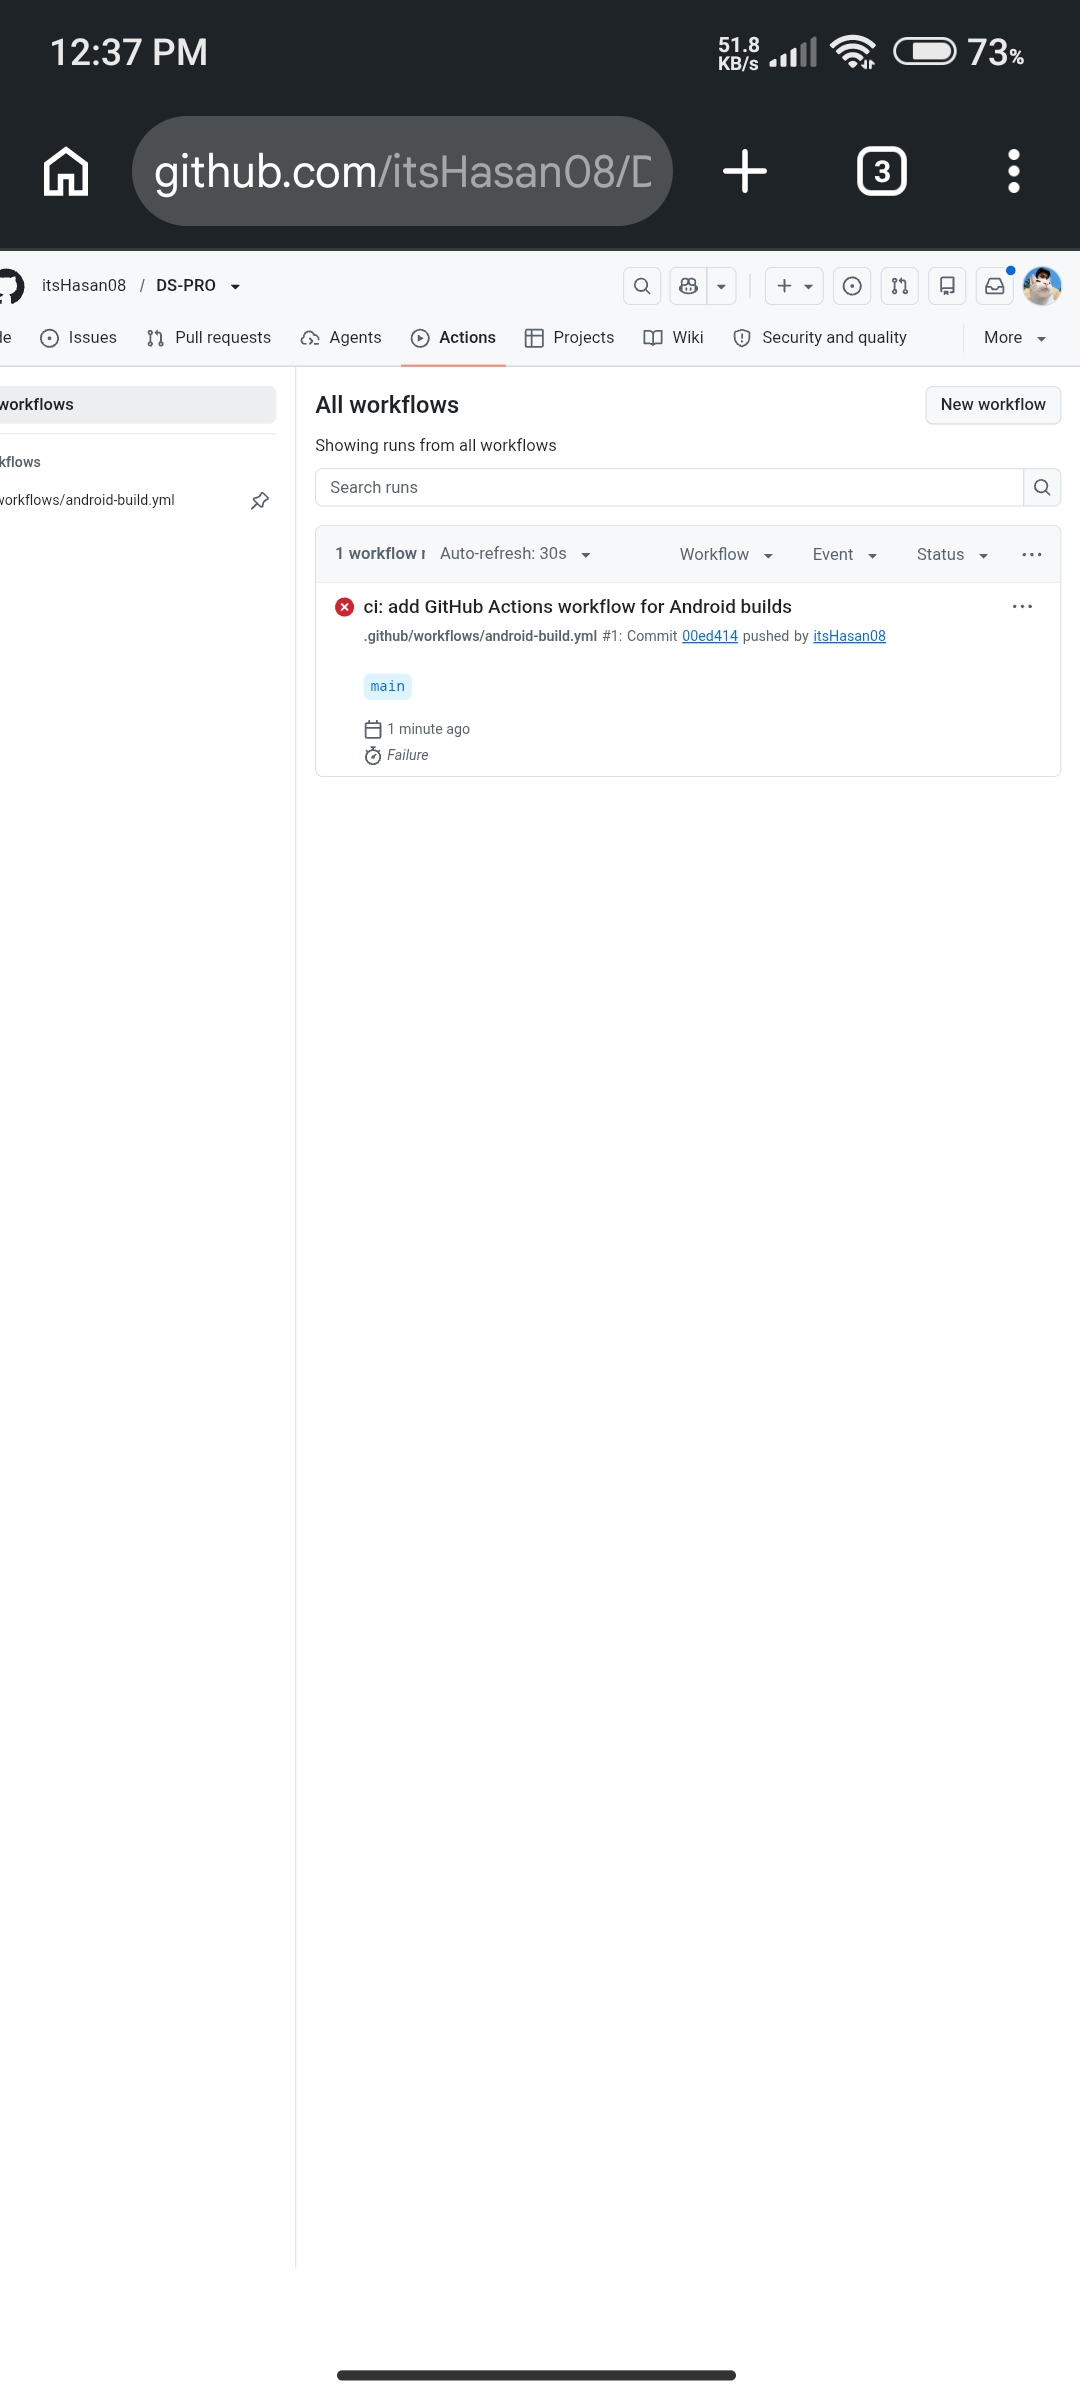 12:37 PM
51.8 KB/s
73%
github.com/itsHasan08/D
3
itsHasan08 / DS-PRO
de Issues Pull requests Agents Actions Projects Wiki Security and quality More
workflows
All workflows
New workflow
Showing runs from all workflows
kflows
workflows/android-build.yml
Search runs
1 workflow r Auto-refresh: 30s Workflow Event Status
ci: add GitHub Actions workflow for Android builds
.github/workflows/android-build.yml #1: Commit 00ed414 pushed by itsHasan08
main
1 minute ago
Failure